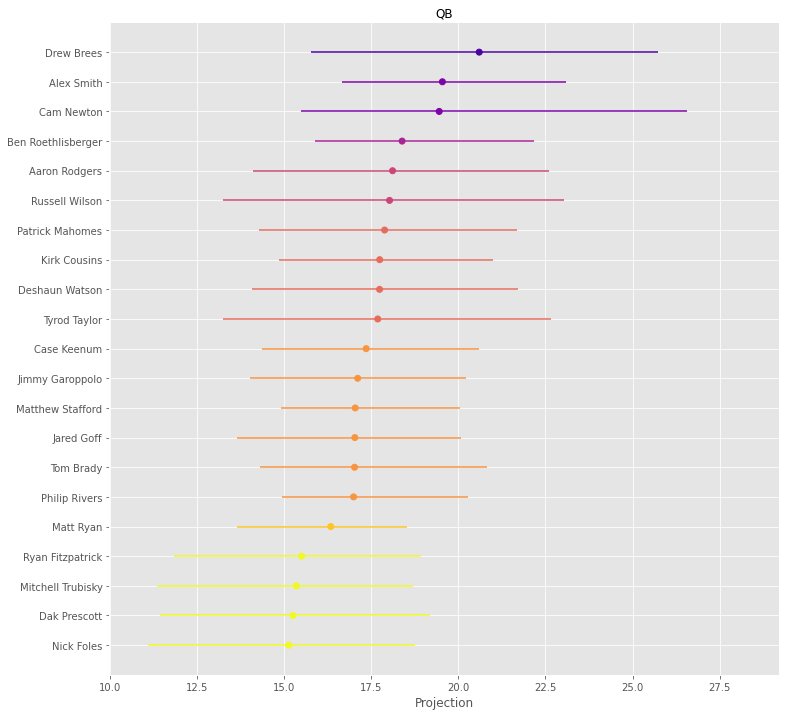 QB
Drew Brees
Alex Smith
Cam Newton
Ben Roethlisberger
Aaron Rodgers
Russell Wilson
Patrick Mahomes
Kirk Cousins
Deshaun Watson
Tyrod Taylor
Case Keenum
Jimmy Garoppolo
Matthew Stafford
Jared Goff
Tom Brady
Philip Rivers
Matt Ryan
Ryan Fitzpatrick
Mitchell Trubisky
Dak Prescott
Nick Foles
10.0 12.5 15.0 17.5 20.0 22.5 25.0 27.5
Projection